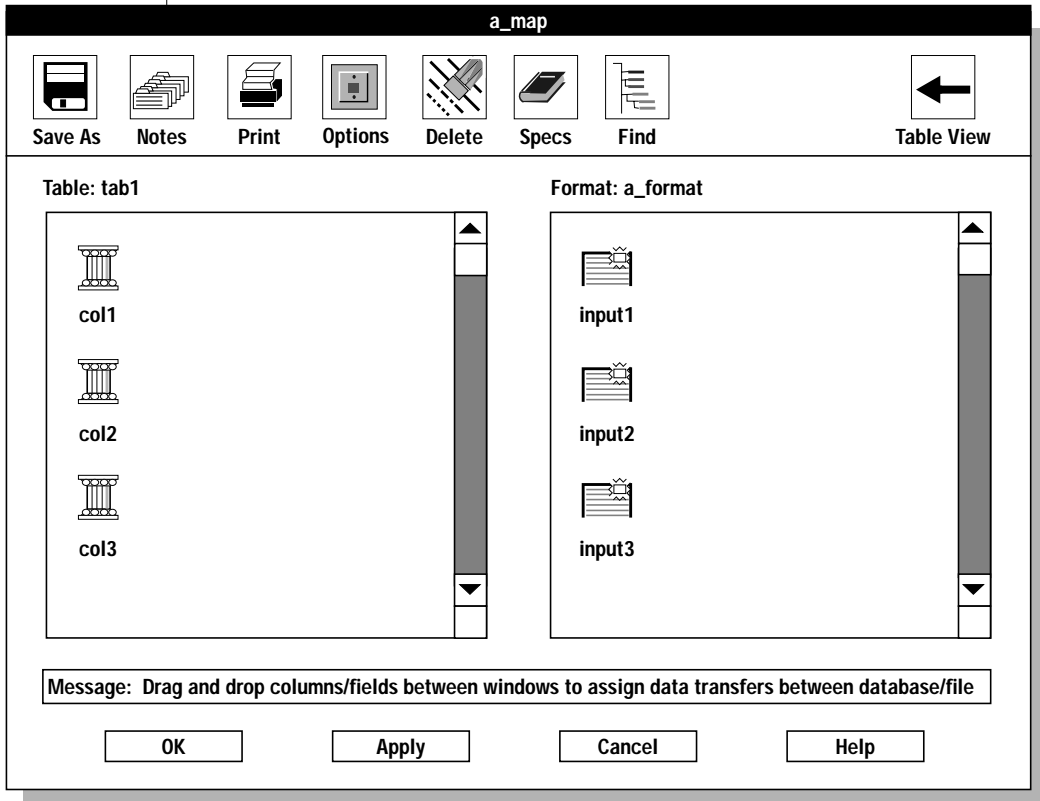 a_map
Save As Notes Print Options Delete Specs Find Table View
Table: tab1 Format: a_format
col1 input1
col2 input2
col3 input3
Message: Drag and drop columns/fields between windows to assign data transfers between database/file
OK Apply Cancel Help